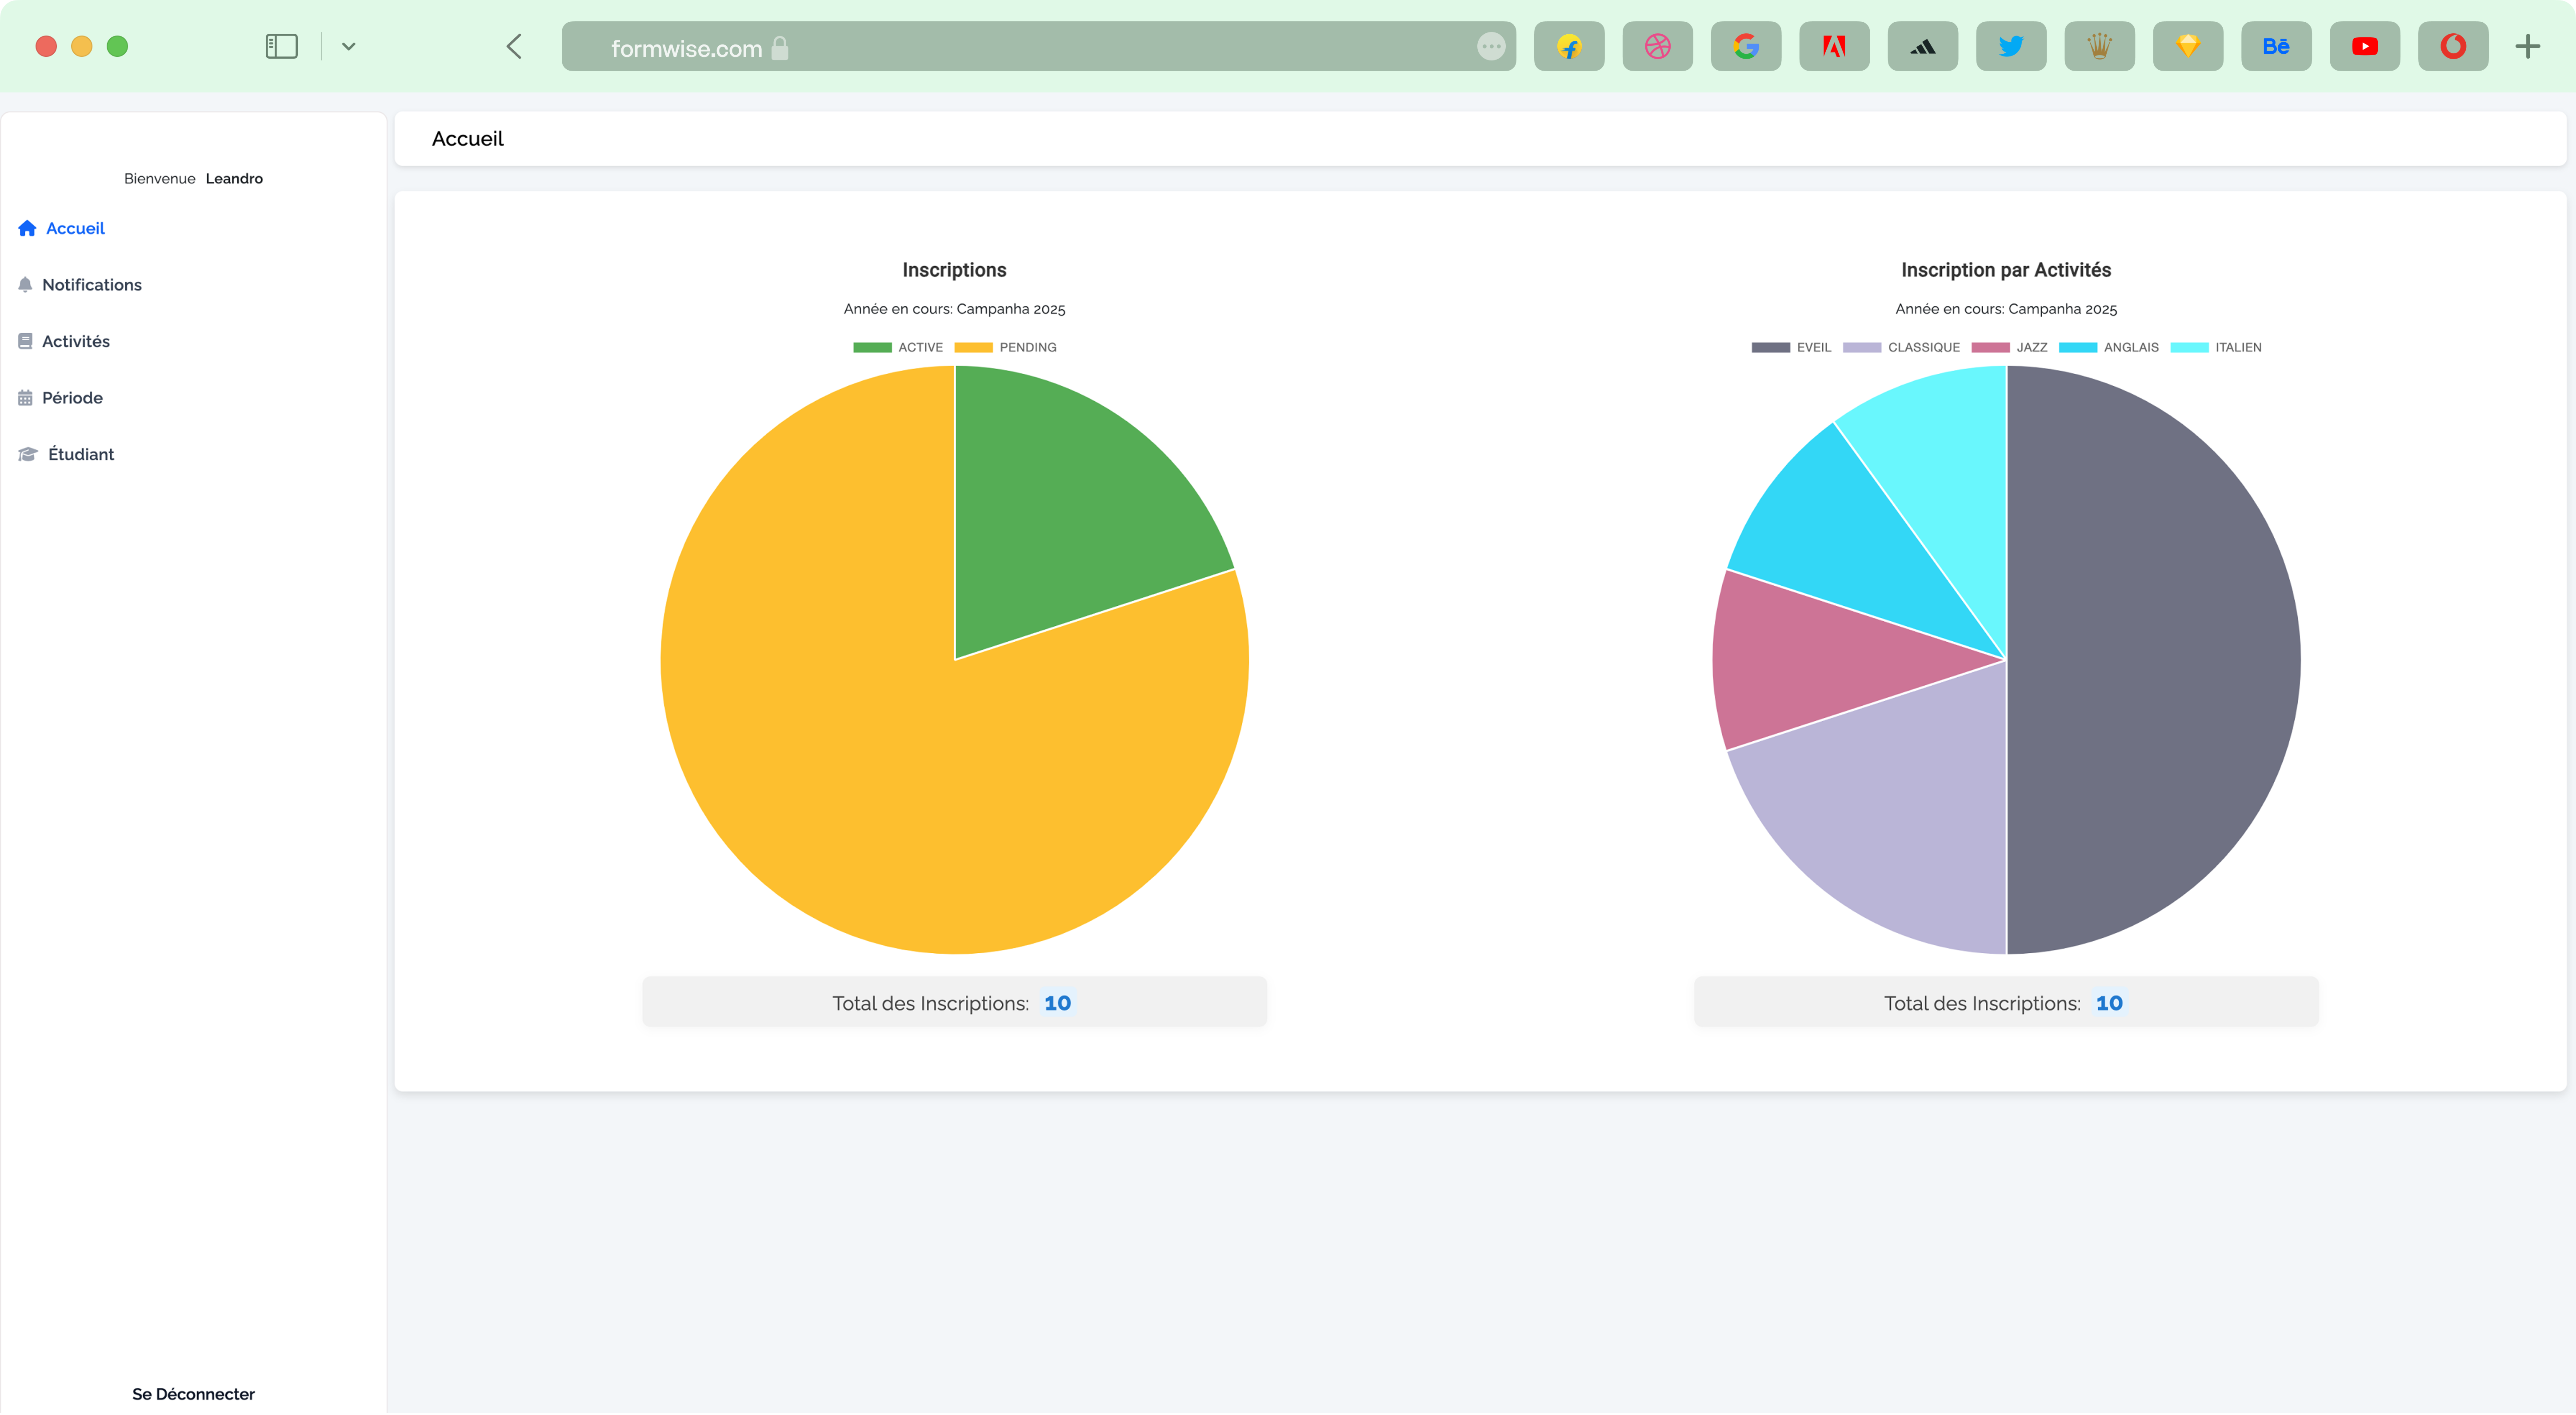 formwise.com
Bē
Accueil
Bienvenue Leandro
Accueil
Notifications
Activités
Période
Étudiant
Se Déconnecter
Inscriptions
Année en cours: Campanha 2025
ACTIVE PENDING
Total des Inscriptions: 10
Inscription par Activités
Année en cours: Campanha 2025
EVEIL CLASSIQUE JAZZ ANGLAIS ITALIEN
Total des Inscriptions: 10